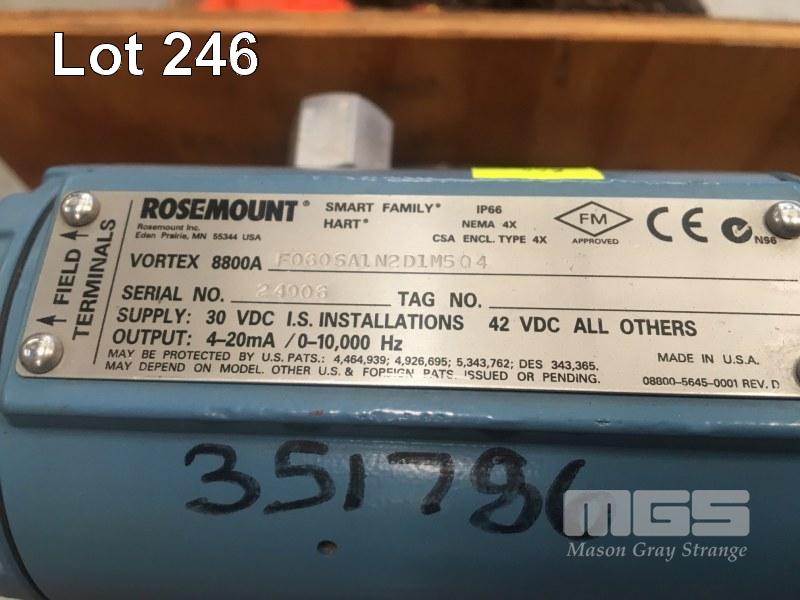 Lot 246
ROSEMOUNT® SMART FAMILY® IP66
Rosemount Inc. HART® NEMA 4X
Eden Prairie, MN 55344 USA CSA ENCL. TYPE 4X
FM
APPROVED
CE
N96
FIELD TERMINALS
VORTEX 8800A F060SA1N2D1M5Q4
SERIAL NO. 24006 TAG NO.
SUPPLY: 30 VDC I.S. INSTALLATIONS 42 VDC ALL OTHERS
OUTPUT: 4–20mA / 0–10,000 Hz
MADE IN U.S.A.
MAY BE PROTECTED BY U.S. PATS.: 4,464,939; 4,926,695; 5,343,762; DES 343,365.
MAY DEPEND ON MODEL. OTHER U.S. & FOREIGN PATS. ISSUED OR PENDING.
08800-5645-0001 REV. D
351786
MGS
Mason Gray Strange